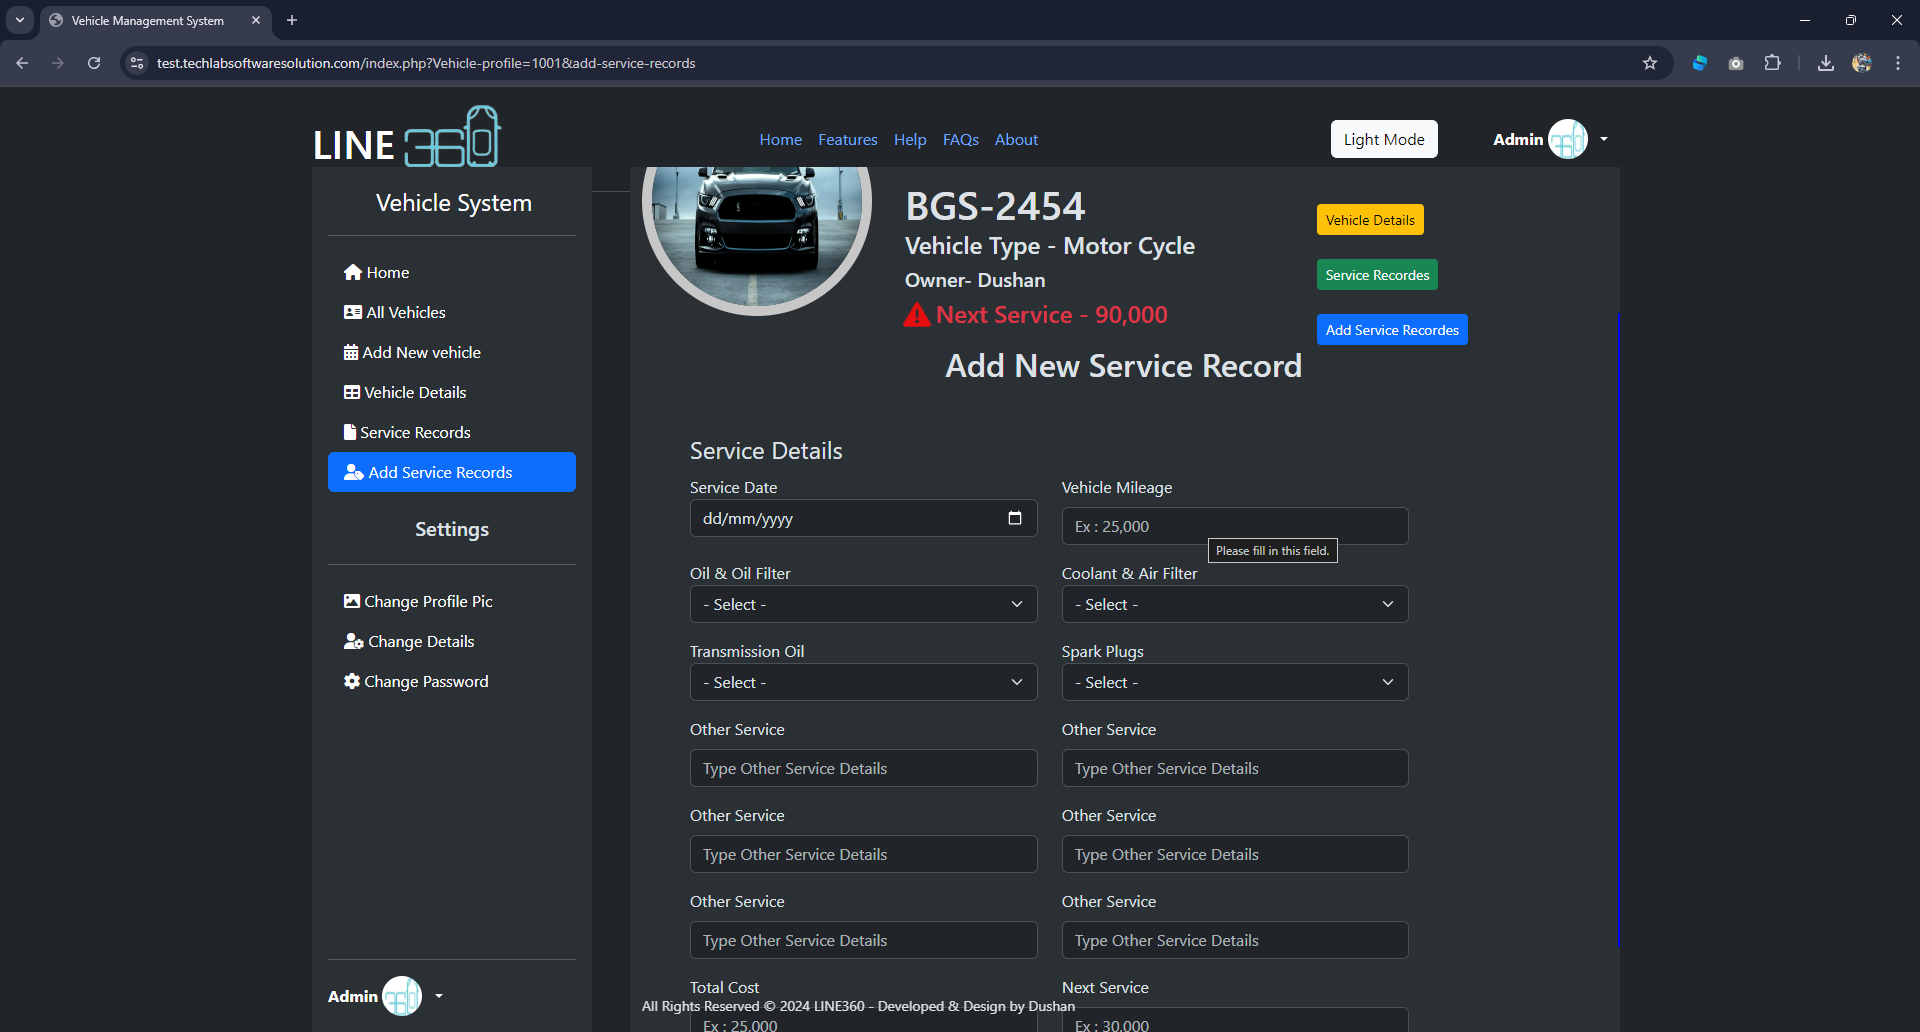 Vehicle Management System
test.techlabsoftwaresolution.com/index.php?Vehicle-profile=1001&add-service-records
LINE 360
Home Features Help FAQs About
Light Mode
Admin
Vehicle System
Home
All Vehicles
Add New vehicle
Vehicle Details
Service Records
Add Service Records
Settings
Change Profile Pic
Change Details
Change Password
Admin
BGS-2454
Vehicle Type - Motor Cycle
Owner- Dushan
Next Service - 90,000
Vehicle Details
Service Recordes
Add Service Recordes
Add New Service Record
Service Details
Service Date Vehicle Mileage
dd/mm/yyyy Ex : 25,000
Please fill in this field.
Oil & Oil Filter Coolant & Air Filter
- Select - - Select -
Transmission Oil Spark Plugs
- Select - - Select -
Other Service Other Service
Type Other Service Details Type Other Service Details
Other Service Other Service
Type Other Service Details Type Other Service Details
Other Service Other Service
Type Other Service Details Type Other Service Details
Total Cost Next Service
All Rights Reserved © 2024 LINE360 - Developed & Design by Dushan
Ex : 25,000 Ex : 30,000